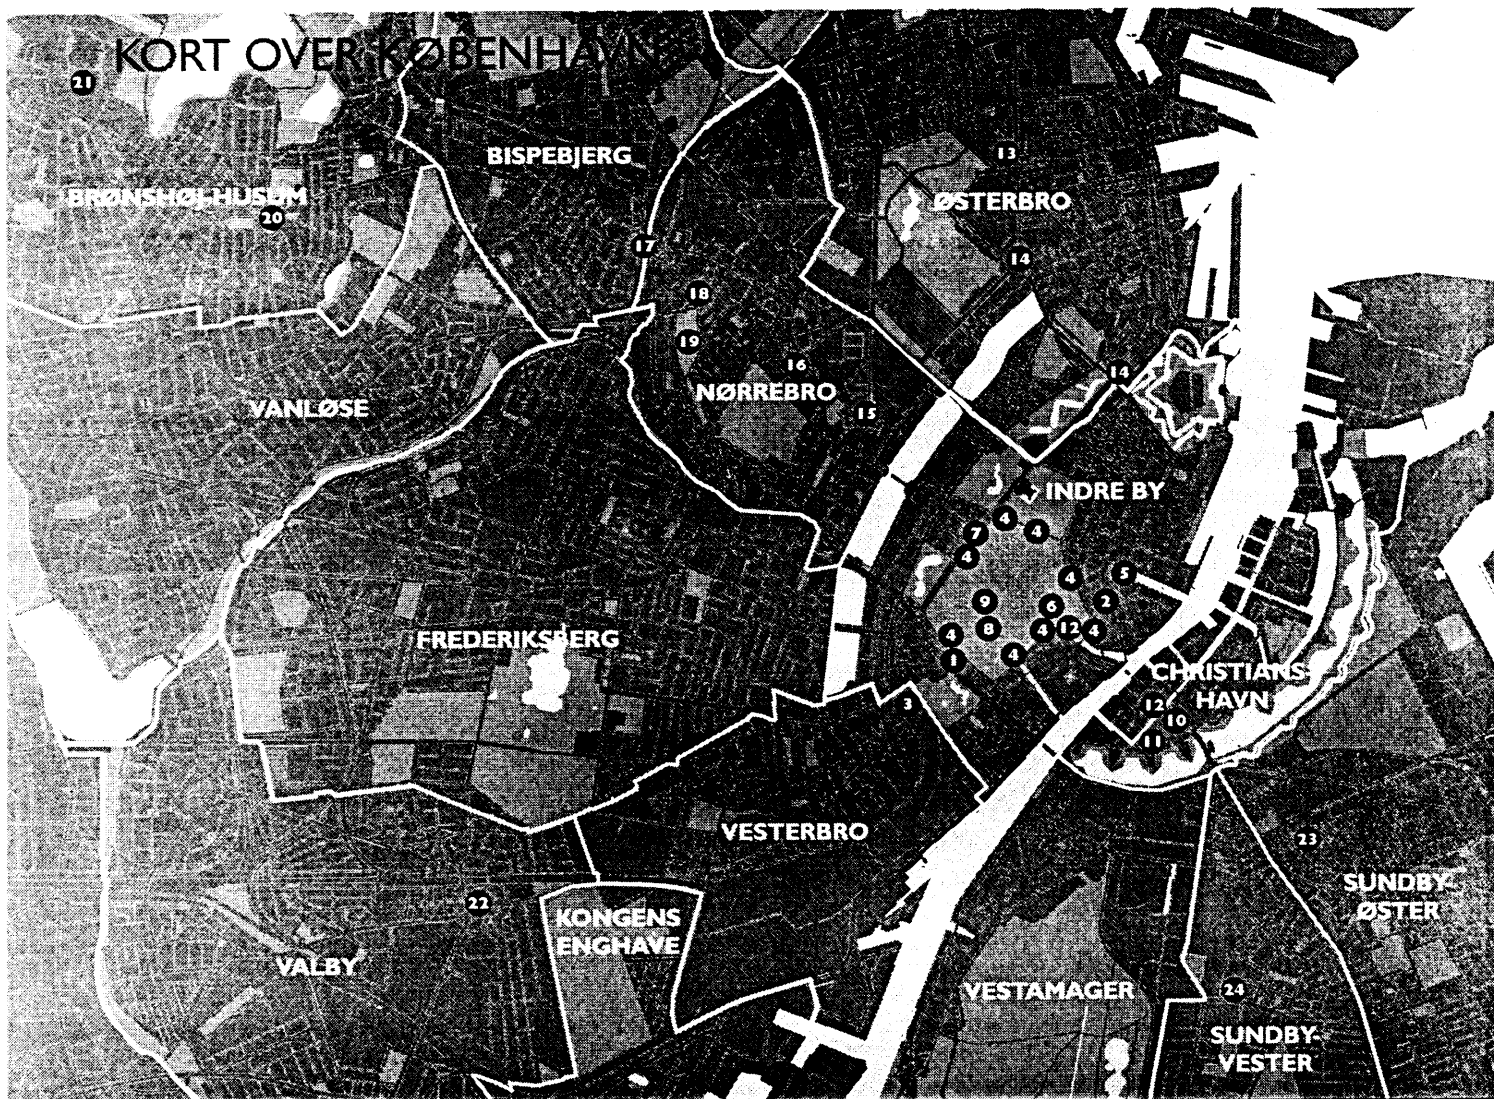 KORT OVER KØBENHAVN
21
BISPEBJERG
13
BRØNSHØJ-HUSUM
20
ØSTERBRO
17
14
18
19
16
14
NØRREBRO
VANLØSE
15
INDRE BY
4
7
4
4
4
5
9
6
2
FREDERIKSBERG
4
8
4
12
4
1
4
CHRISTIANS-
HAVN
3
12
10
11
VESTERBRO
23
SUNDBY-
ØSTER
22
KONGENS
ENGHAVE
VALBY
VESTAMAGER
24
SUNDBY-
VESTER